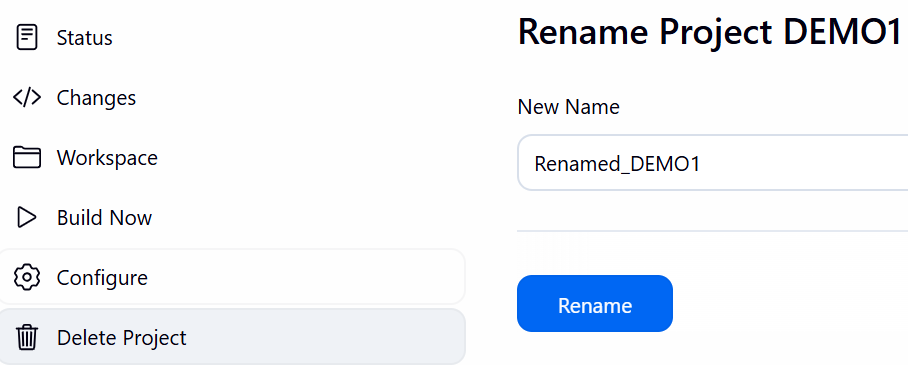 Status
Changes
Workspace
Build Now
Configure
Delete Project
Rename Project DEMO1
New Name
Renamed_DEMO1
Rename